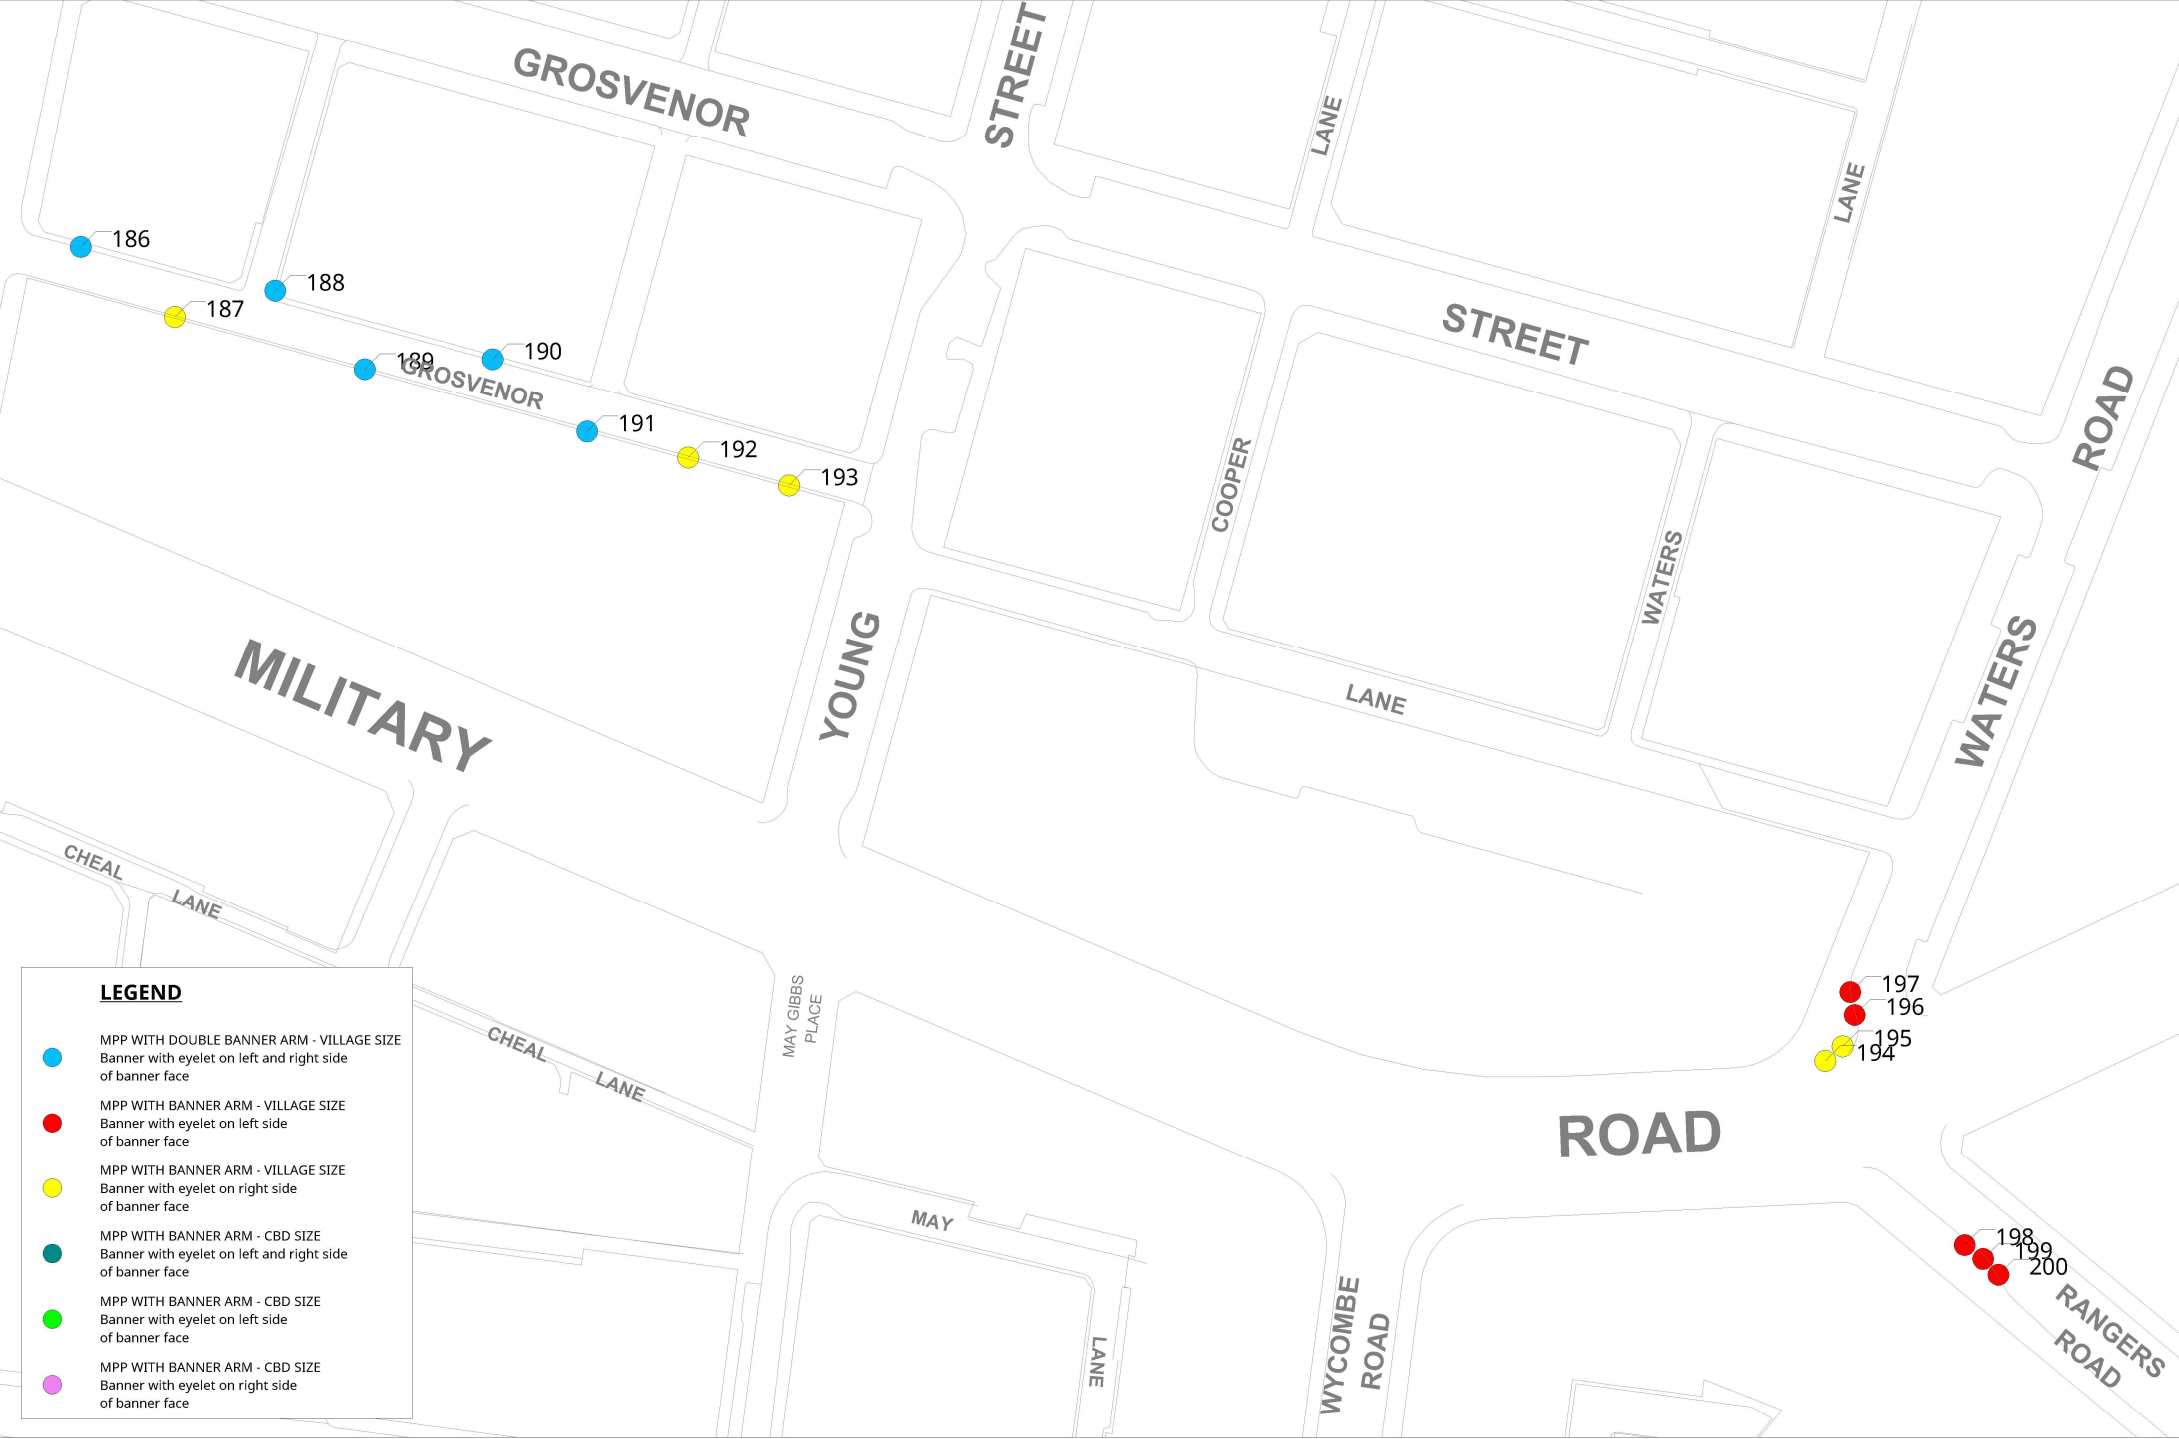 GROSVENOR
STREET
LANE
LANE
186
188
187
189
190
GROSVENOR
191
192
193
STREET
ROAD
COOPER
WATERS
WATERS
YOUNG
MILITARY
LANE
CHEAL
LANE
197
196
195
194
MAY GIBBS
PLACE
CHEAL
LANE
ROAD
MAY
LANE
WYCOMBE
ROAD
198
199
200
RANGERS
ROAD
LEGEND
MPP WITH DOUBLE BANNER ARM - VILLAGE SIZE
Banner with eyelet on left and right side
of banner face
MPP WITH BANNER ARM - VILLAGE SIZE
Banner with eyelet on left side
of banner face
MPP WITH BANNER ARM - VILLAGE SIZE
Banner with eyelet on right side
of banner face
MPP WITH BANNER ARM - CBD SIZE
Banner with eyelet on left and right side
of banner face
MPP WITH BANNER ARM - CBD SIZE
Banner with eyelet on left side
of banner face
MPP WITH BANNER ARM - CBD SIZE
Banner with eyelet on right side
of banner face